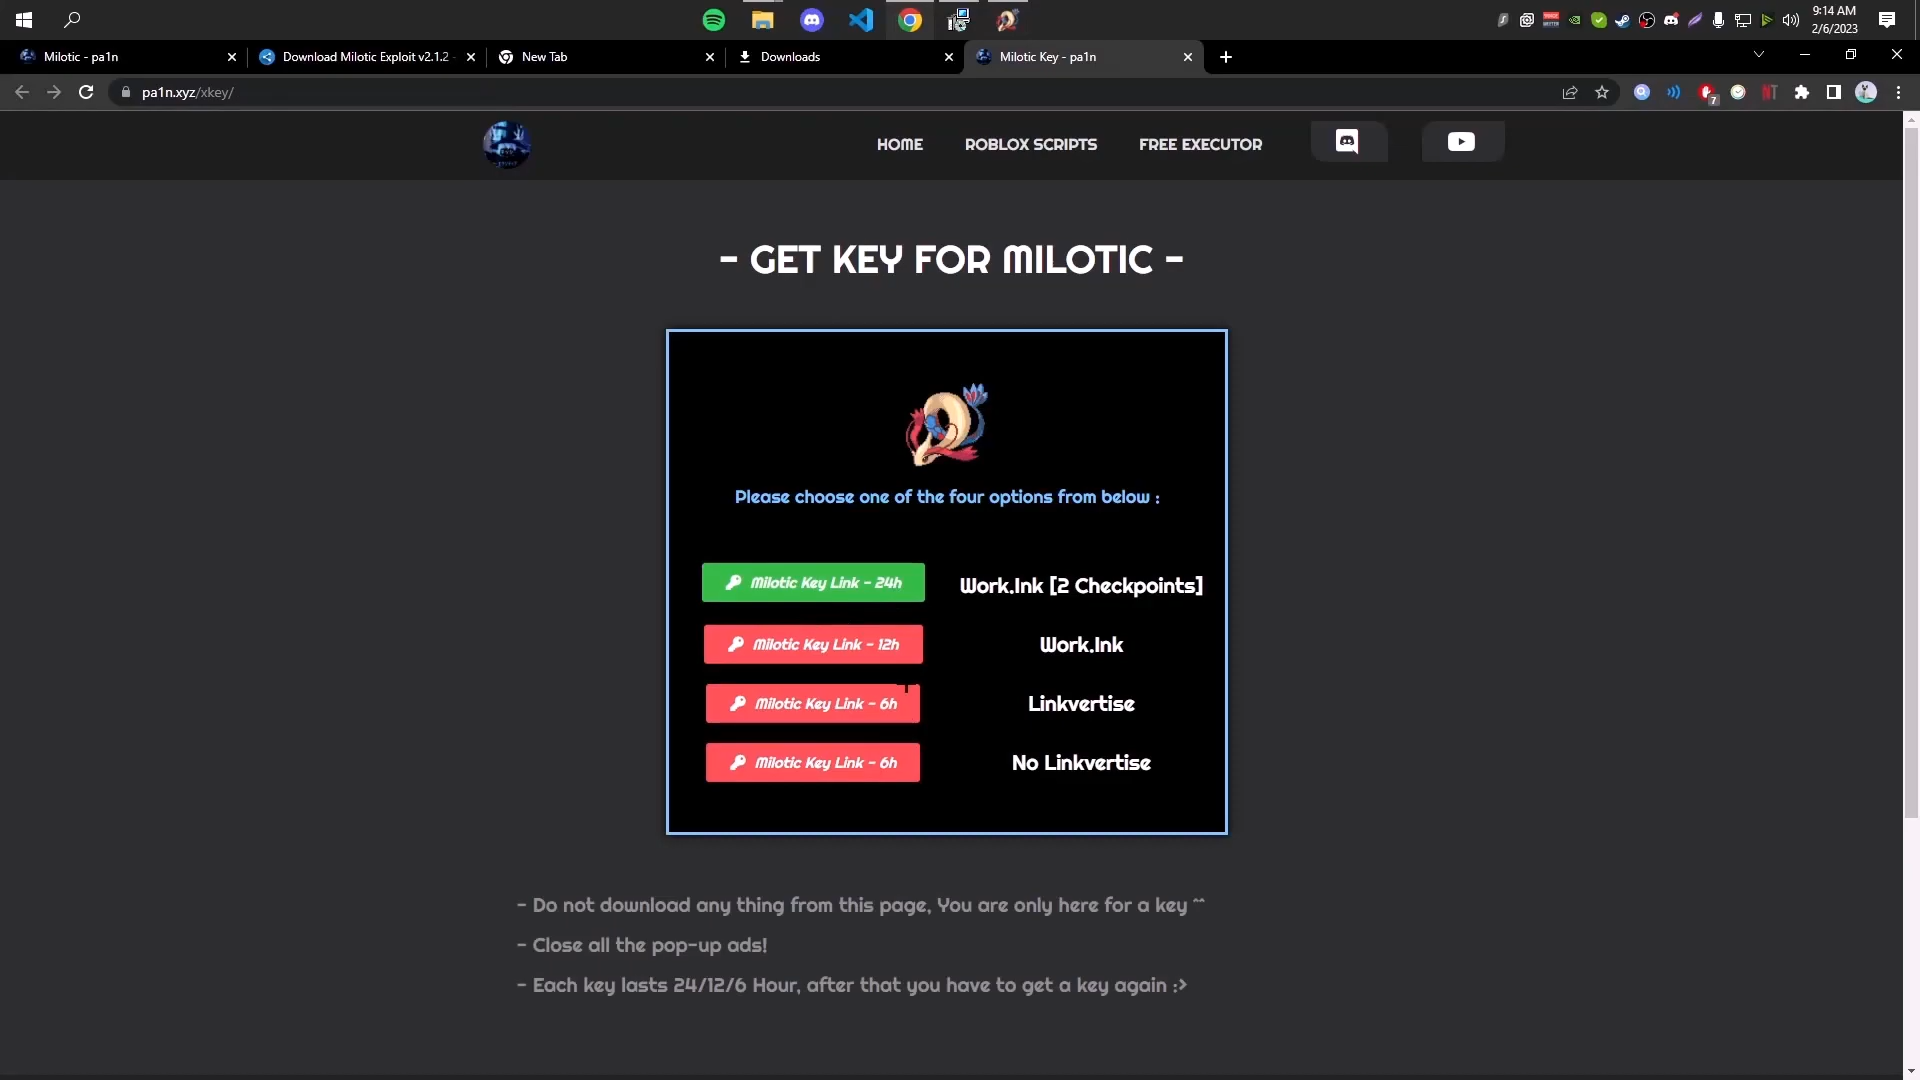 9:14 AM
2/6/2023
Milotic - pa1n
Download Milotic Exploit v2.1.2 -
New Tab
Downloads
Milotic Key - pa1n
pa1n.xyz/xkey/
7
HOME
ROBLOX SCRIPTS
FREE EXECUTOR
- GET KEY FOR MILOTIC -
Please choose one of the four options from below :
Milotic Key Link - 24h
Work.Ink [2 Checkpoints]
Milotic Key Link - 12h
Work.Ink
Milotic Key Link - 6h
Linkvertise
Milotic Key Link - 6h
No Linkvertise
- Do not download any thing from this page, You are only here for a key ^^
- Close all the pop-up ads!
- Each key lasts 24/12/6 Hour, after that you have to get a key again :>